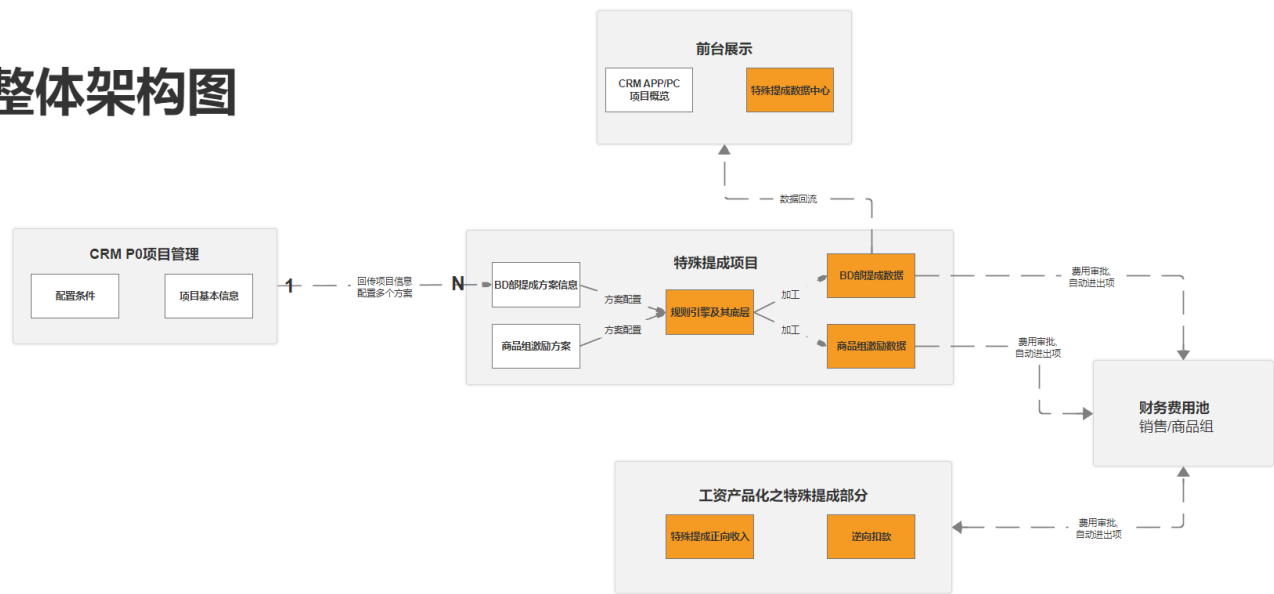 整体架构图
前台展示
CRM APP/PC
项目概览
特殊提成数据中心
数据回流
CRM P0项目管理
配置条件
项目基本信息
1
回传项目信息
配置多个方案
N
特殊提成项目
BD部提成方案信息
商品组激励方案
方案配置
方案配置
规则引擎及其底层
加工
加工
BD部提成数据
商品组激励数据
费用审批,
自动进出项
费用审批,
自动进出项
财务费用池
销售/商品组
工资产品化之特殊提成部分
特殊提成正向收入
逆向扣款
费用审批,
自动进出项